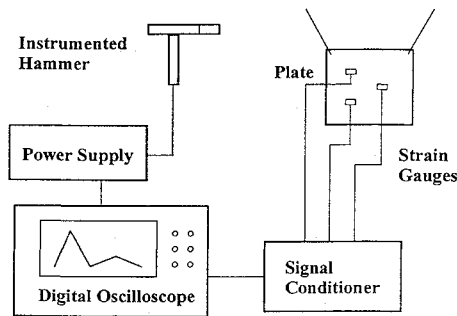 Instrumented
Hammer
Plate
Power Supply
Strain
Gauges
Signal
Conditioner
Digital Oscilloscope